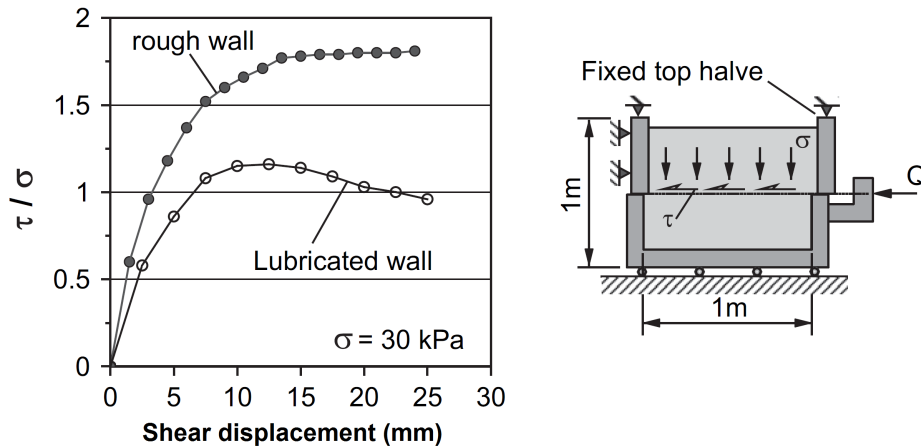 2
1.5
1
0.5
0
τ / σ
rough wall
Lubricated wall
σ = 30 kPa
0 5 10 15 20 25 30
Shear displacement (mm)
Fixed top halve
σ
τ
Q
1m
1m